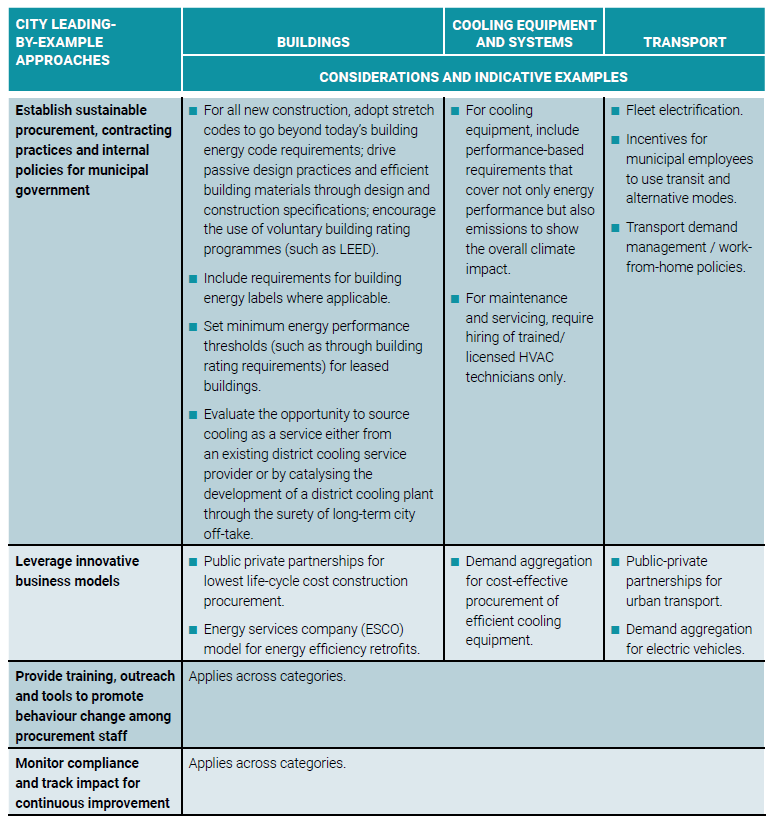 CITY LEADING-
BY-EXAMPLE
APPROACHES
BUILDINGS
COOLING EQUIPMENT
AND SYSTEMS
TRANSPORT
CONSIDERATIONS AND INDICATIVE EXAMPLES
Establish sustainable
procurement, contracting
practices and internal
policies for municipal
government
■ For all new construction, adopt stretch
codes to go beyond today's building
energy code requirements; drive
passive design practices and efficient
building materials through design and
construction specifications; encourage
the use of voluntary building rating
programmes (such as LEED).
■ Include requirements for building
energy labels where applicable.
■ Set minimum energy performance
thresholds (such as through building
rating requirements) for leased
buildings.
■ Evaluate the opportunity to source
cooling as a service either from
an existing district cooling service
provider or by catalysing the
development of a district cooling plant
through the surety of long-term city
off-take.
■ For cooling
equipment, include
performance-based
requirements that
cover not only energy
performance but also
emissions to show
the overall climate
impact.
■ For maintenance
and servicing, require
hiring of trained/
licensed HVAC
technicians only.
■ Fleet electrification.
■ Incentives for
municipal employees
to use transit and
alternative modes.
■ Transport demand
management / work-
from-home policies.
Leverage innovative
business models
■ Public private partnerships for
lowest life-cycle cost construction
procurement.
■ Energy services company (ESCO)
model for energy efficiency retrofits.
■ Demand aggregation
for cost-effective
procurement of
efficient cooling
equipment.
■ Public-private
partnerships for
urban transport.
■ Demand aggregation
for electric vehicles.
Provide training, outreach
and tools to promote
behaviour change among
procurement staff
Applies across categories.
Monitor compliance
and track impact for
continuous improvement
Applies across categories.